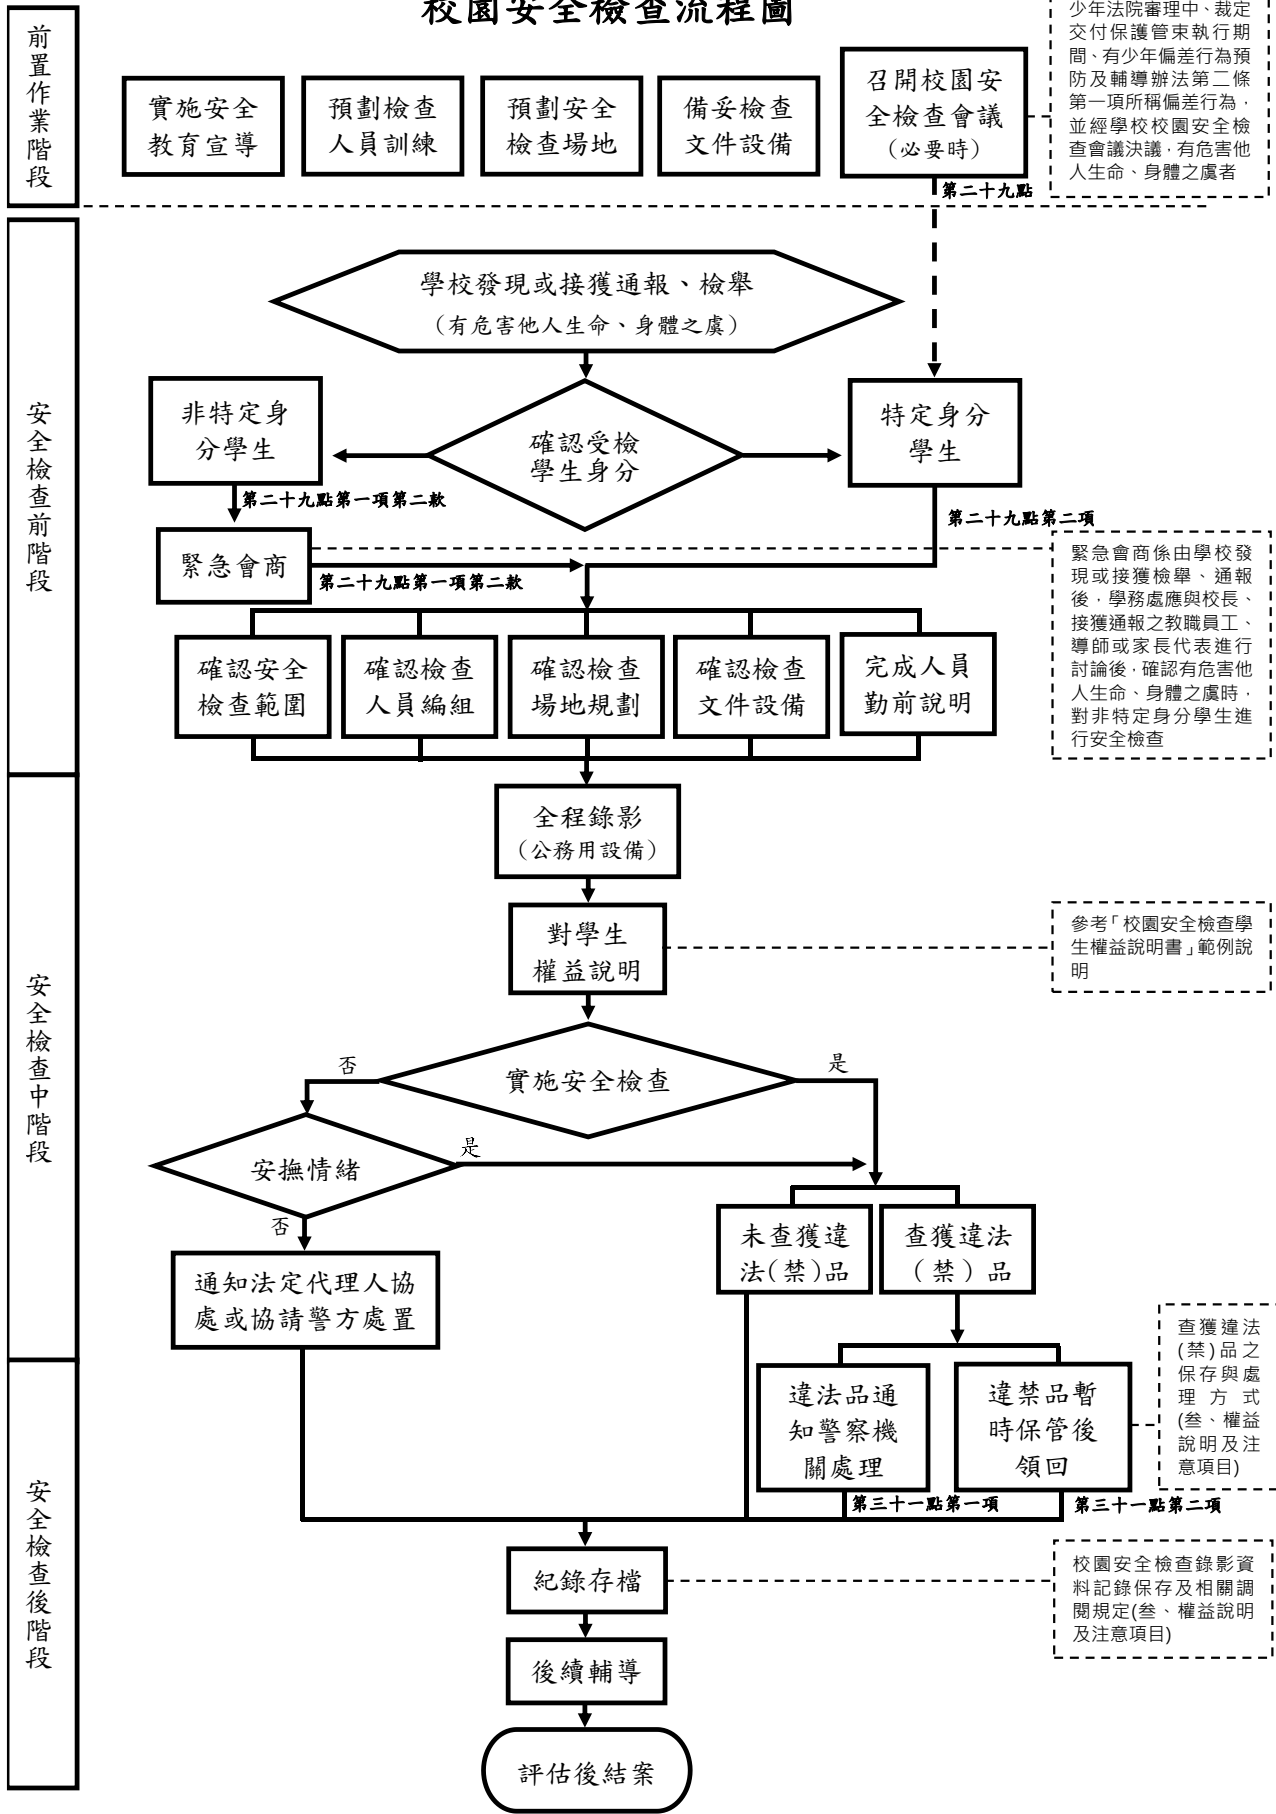 校園安全檢查流程圖
前置作業階段
實施安全
教育宣導
預劃檢查
人員訓練
預劃安全
檢查場地
備妥檢查
文件設備
召開校園安
全檢查會議
(必要時)
第二十九點
少年法院審理中、裁定
交付保護管束執行期
間、有少年偏差行為預
防及輔導辦法第二條
第一項所稱偏差行為，
並經學校校園安全檢
查會議決議，有危害他
人生命、身體之虞者
安全檢查前階段
學校發現或接獲通報、檢舉
(有危害他人生命、身體之虞)
非特定身
分學生
確認受檢
學生身分
特定身分
學生
第二十九點第一項第二款
第二十九點第二項
緊急會商
第二十九點第一項第二款
緊急會商係由學校發
現或接獲檢舉、通報
後，學務處應與校長、
接獲通報之教職員工、
導師或家長代表進行
討論後，確認有危害他
人生命、身體之虞時，
對非特定身分學生進
行安全檢查
確認安全
檢查範圍
確認檢查
人員編組
確認檢查
場地規劃
確認檢查
文件設備
完成人員
勤前說明
安全檢查中階段
全程錄影
(公務用設備)
對學生
權益說明
參考「校園安全檢查學
生權益說明書」範例說
明
否
實施安全檢查
是
安撫情緒
是
否
通知法定代理人協
處或協請警方處置
未查獲違
法(禁)品
查獲違法
(禁)品
查獲違法
(禁)品之
保存與處
理方式
(叁、權益
說明及注
意項目)
安全檢查後階段
違法品通
知警察機
關處理
違禁品暫
時保管後
領回
第三十一點第一項
第三十一點第二項
紀錄存檔
校園安全檢查錄影資
料記錄保存及相關調
閱規定(叁、權益說明
及注意項目)
後續輔導
評估後結案